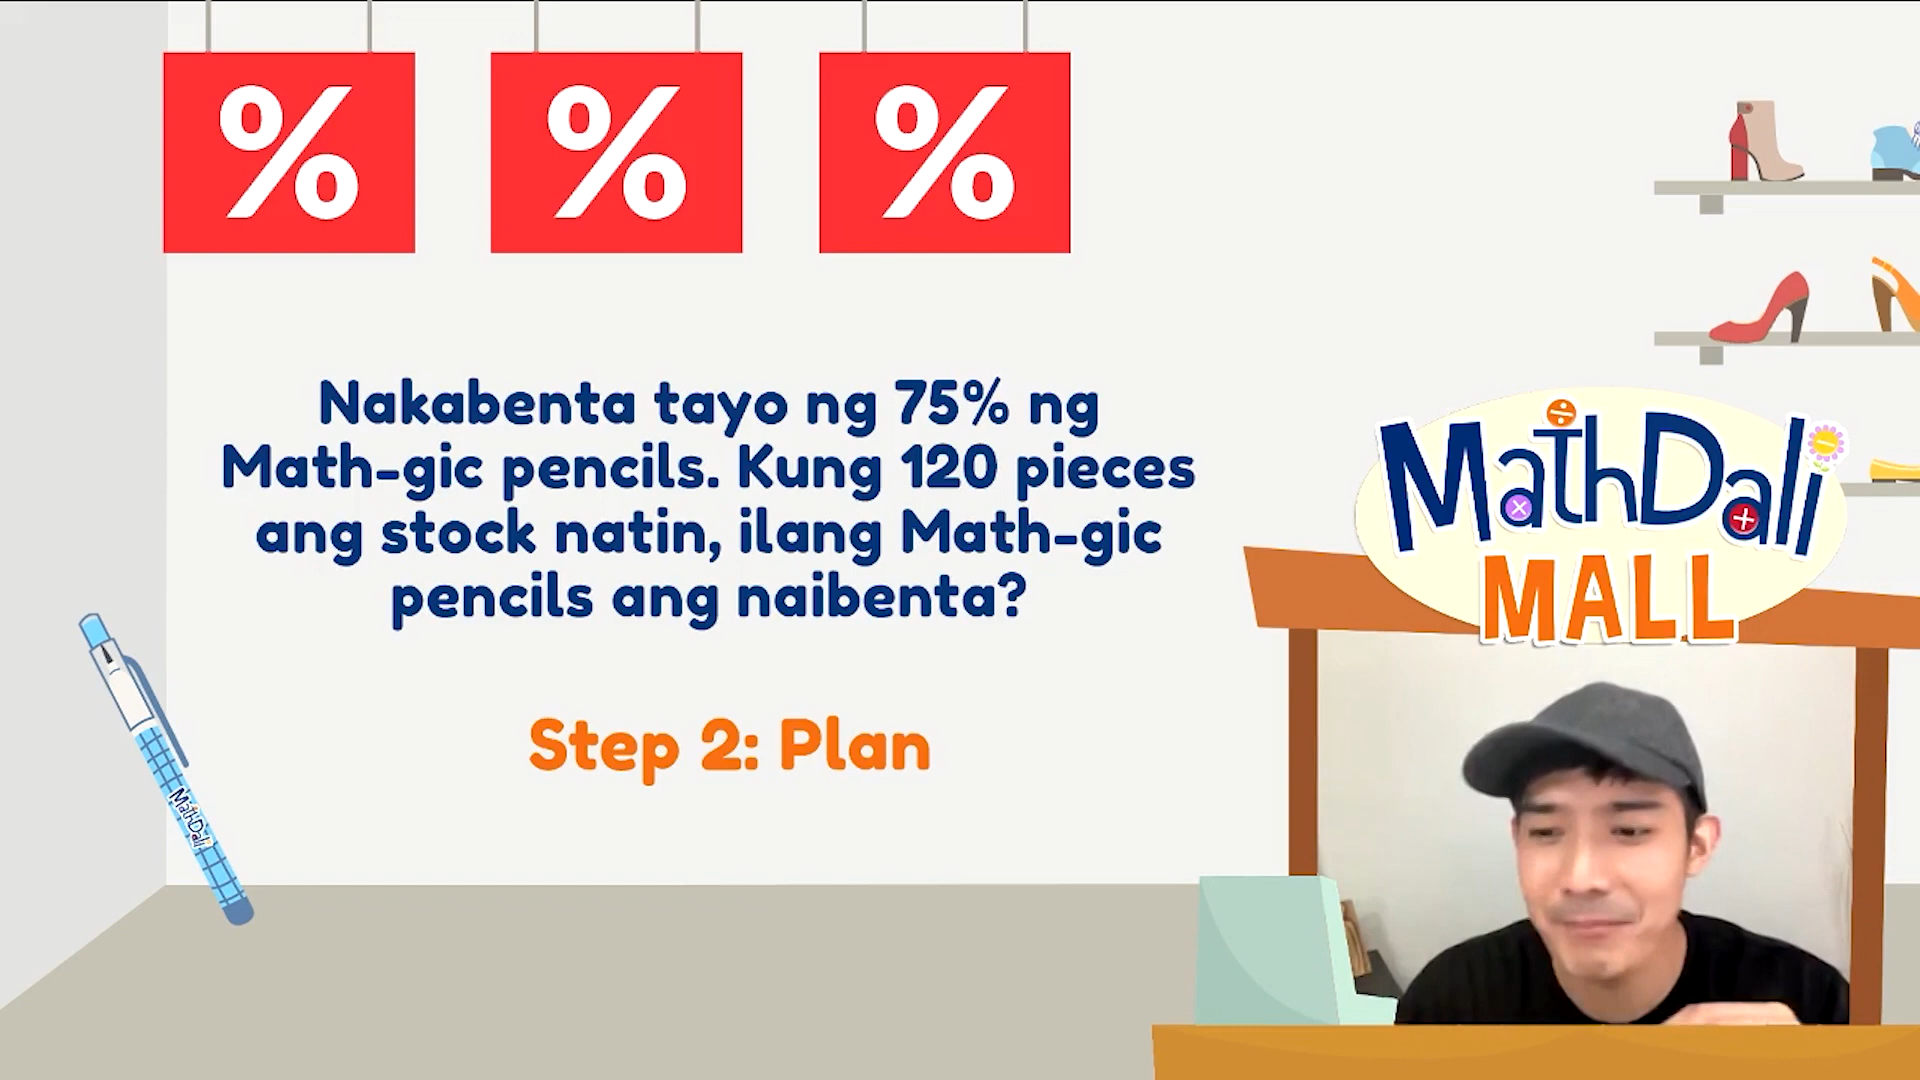 % % %
Nakabenta tayo ng 75% ng
Math-gic pencils. Kung 120 pieces
ang stock natin, ilang Math-gic
pencils ang naibenta?
Step 2: Plan
MathDali
MALL
MathDali